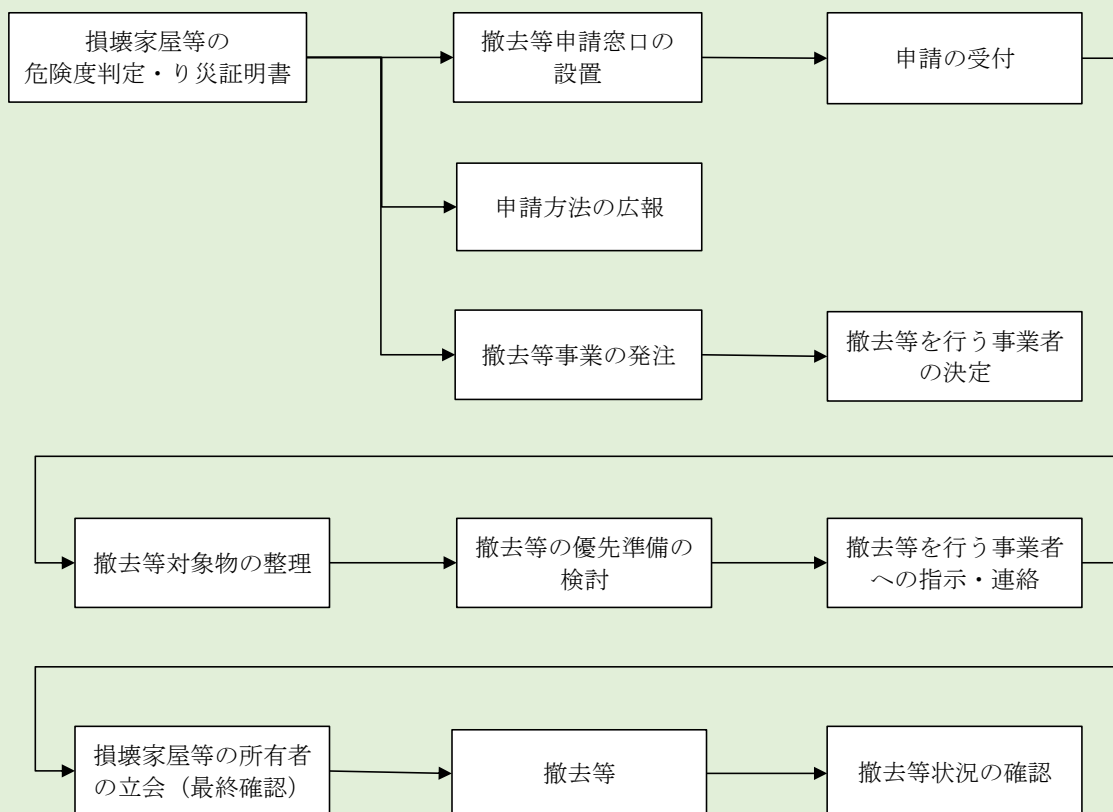 損壊家屋等の
危険度判定・り災証明書
撤去等申請窓口の
設置
申請の受付
申請方法の広報
撤去等事業の発注
撤去等を行う事業者
の決定
撤去等対象物の整理
撤去等の優先準備の
検討
撤去等を行う事業者
への指示・連絡
損壊家屋等の所有者
の立会（最終確認）
撤去等
撤去等状況の確認